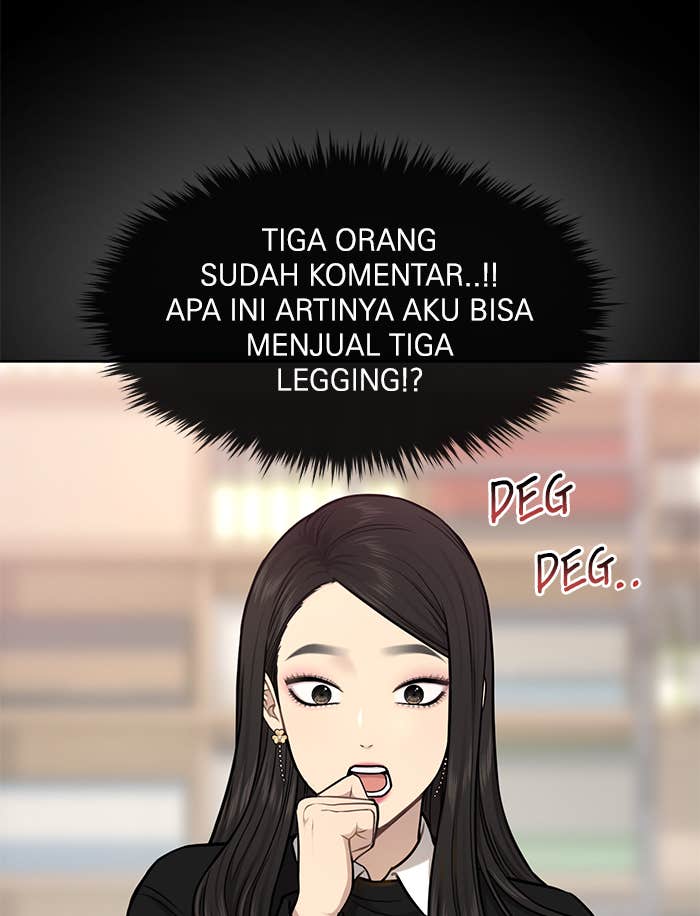 TIGA ORANG
SUDAH KOMENTAR..!!
APA INI ARTINYA AKU BISA
MENJUAL TIGA
LEGGING!?
DEG
DEG..